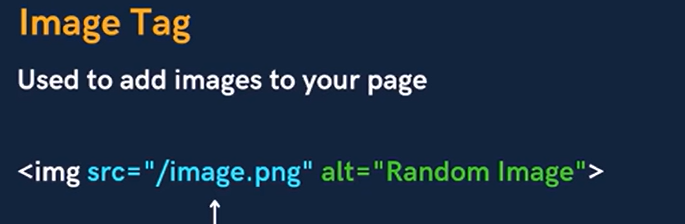 Image Tag
Used to add images to your page
<img src="/image.png" alt="Random Image">